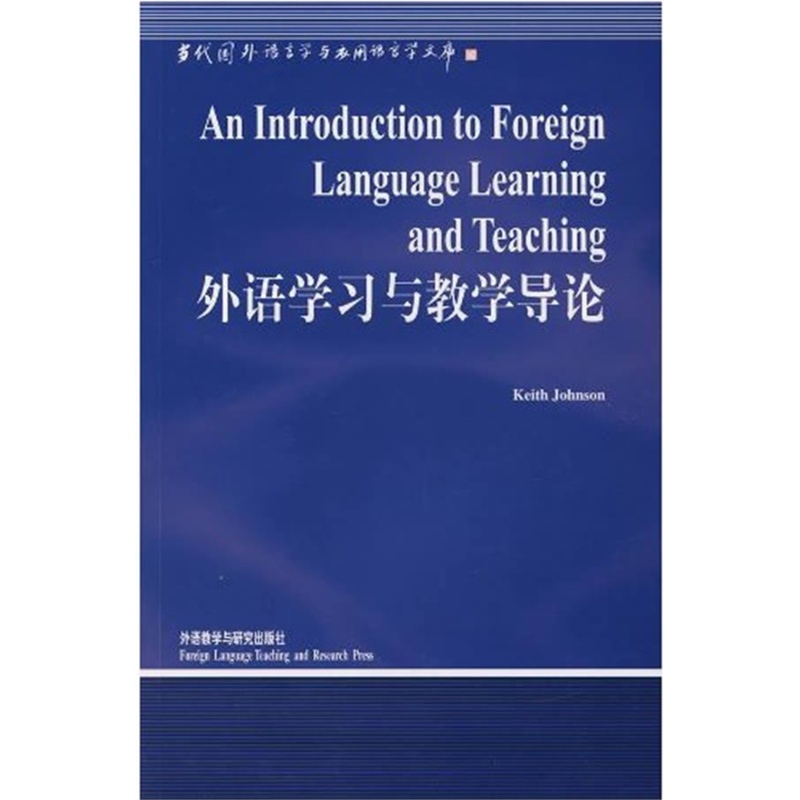 当代国外语言学与应用语言学文库
An Introduction to Foreign
Language Learning
and Teaching
外语学习与教学导论
Keith Johnson
外语教学与研究出版社
Foreign Language Teaching and Research Press